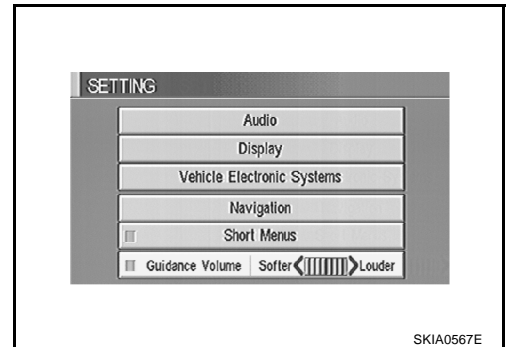 SETTING
Audio
Display
Vehicle Electronic Systems
Navigation
Short Menus
Guidance Volume Softer Louder
SKIA0567E